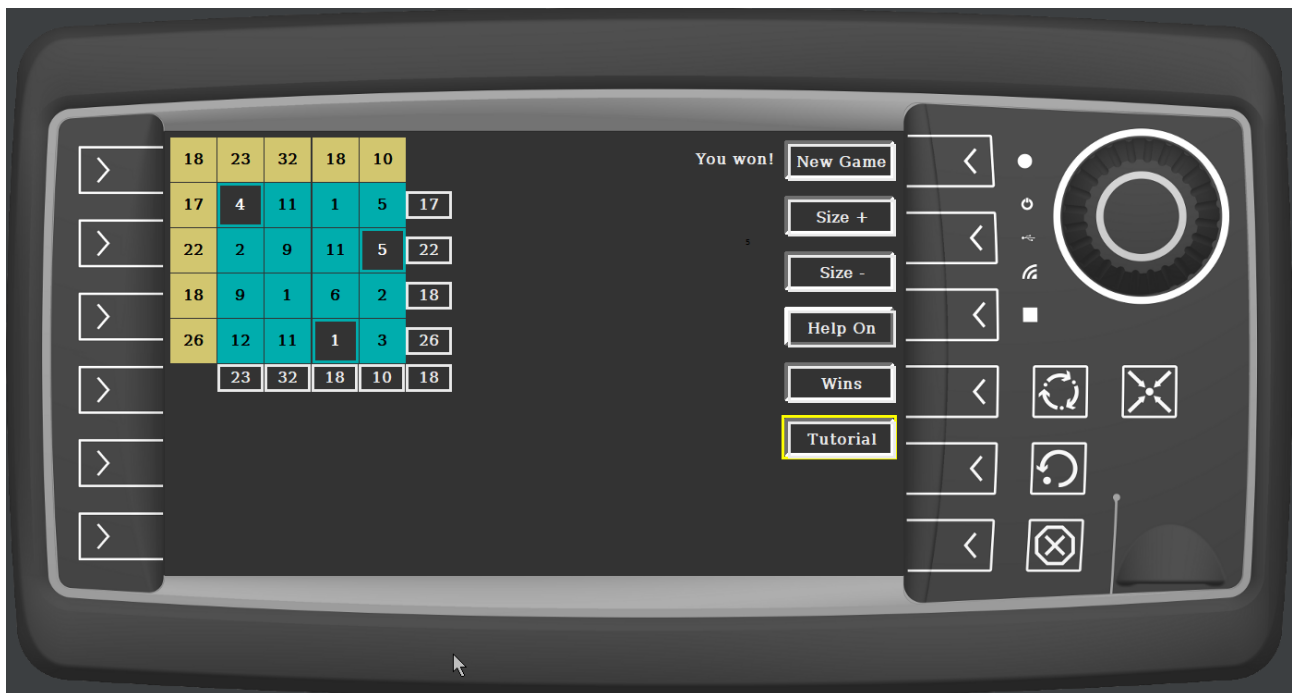 18 23 32 18 10 You won! New Game
17 4 11 1 5 17 Size +
22 2 9 11 5 22 s
Size -
18 9 1 6 2 18
Help On
26 12 11 1 3 26
23 32 18 10 18 Wins
Tutorial